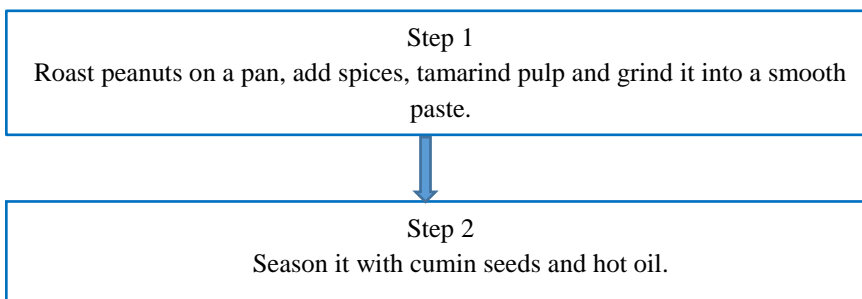 Step 1
Roast peanuts on a pan, add spices, tamarind pulp and grind it into a smooth
paste.
Step 2
Season it with cumin seeds and hot oil.